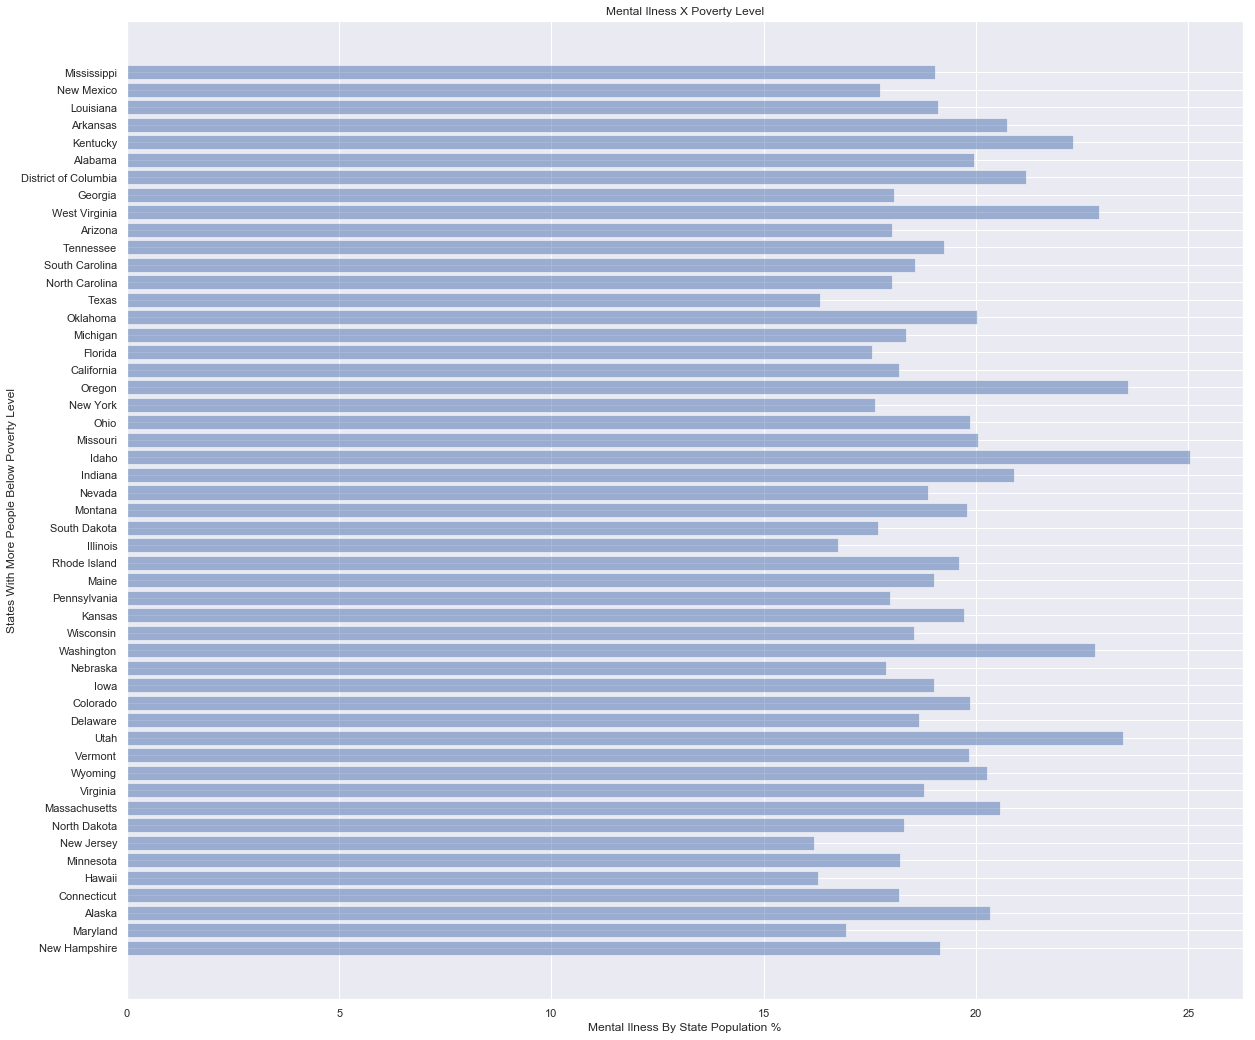 Mental Ilness X Poverty Level
States With More People Below Poverty Level
Mississippi
New Mexico
Louisiana
Arkansas
Kentucky
Alabama
District of Columbia
Georgia
West Virginia
Arizona
Tennessee
South Carolina
North Carolina
Texas
Oklahoma
Michigan
Florida
California
Oregon
New York
Ohio
Missouri
Idaho
Indiana
Nevada
Montana
South Dakota
Illinois
Rhode Island
Maine
Pennsylvania
Kansas
Wisconsin
Washington
Nebraska
Iowa
Colorado
Delaware
Utah
Vermont
Wyoming
Virginia
Massachusetts
North Dakota
New Jersey
Minnesota
Hawaii
Connecticut
Alaska
Maryland
New Hampshire
0 5 10 15 20 25
Mental Ilness By State Population %